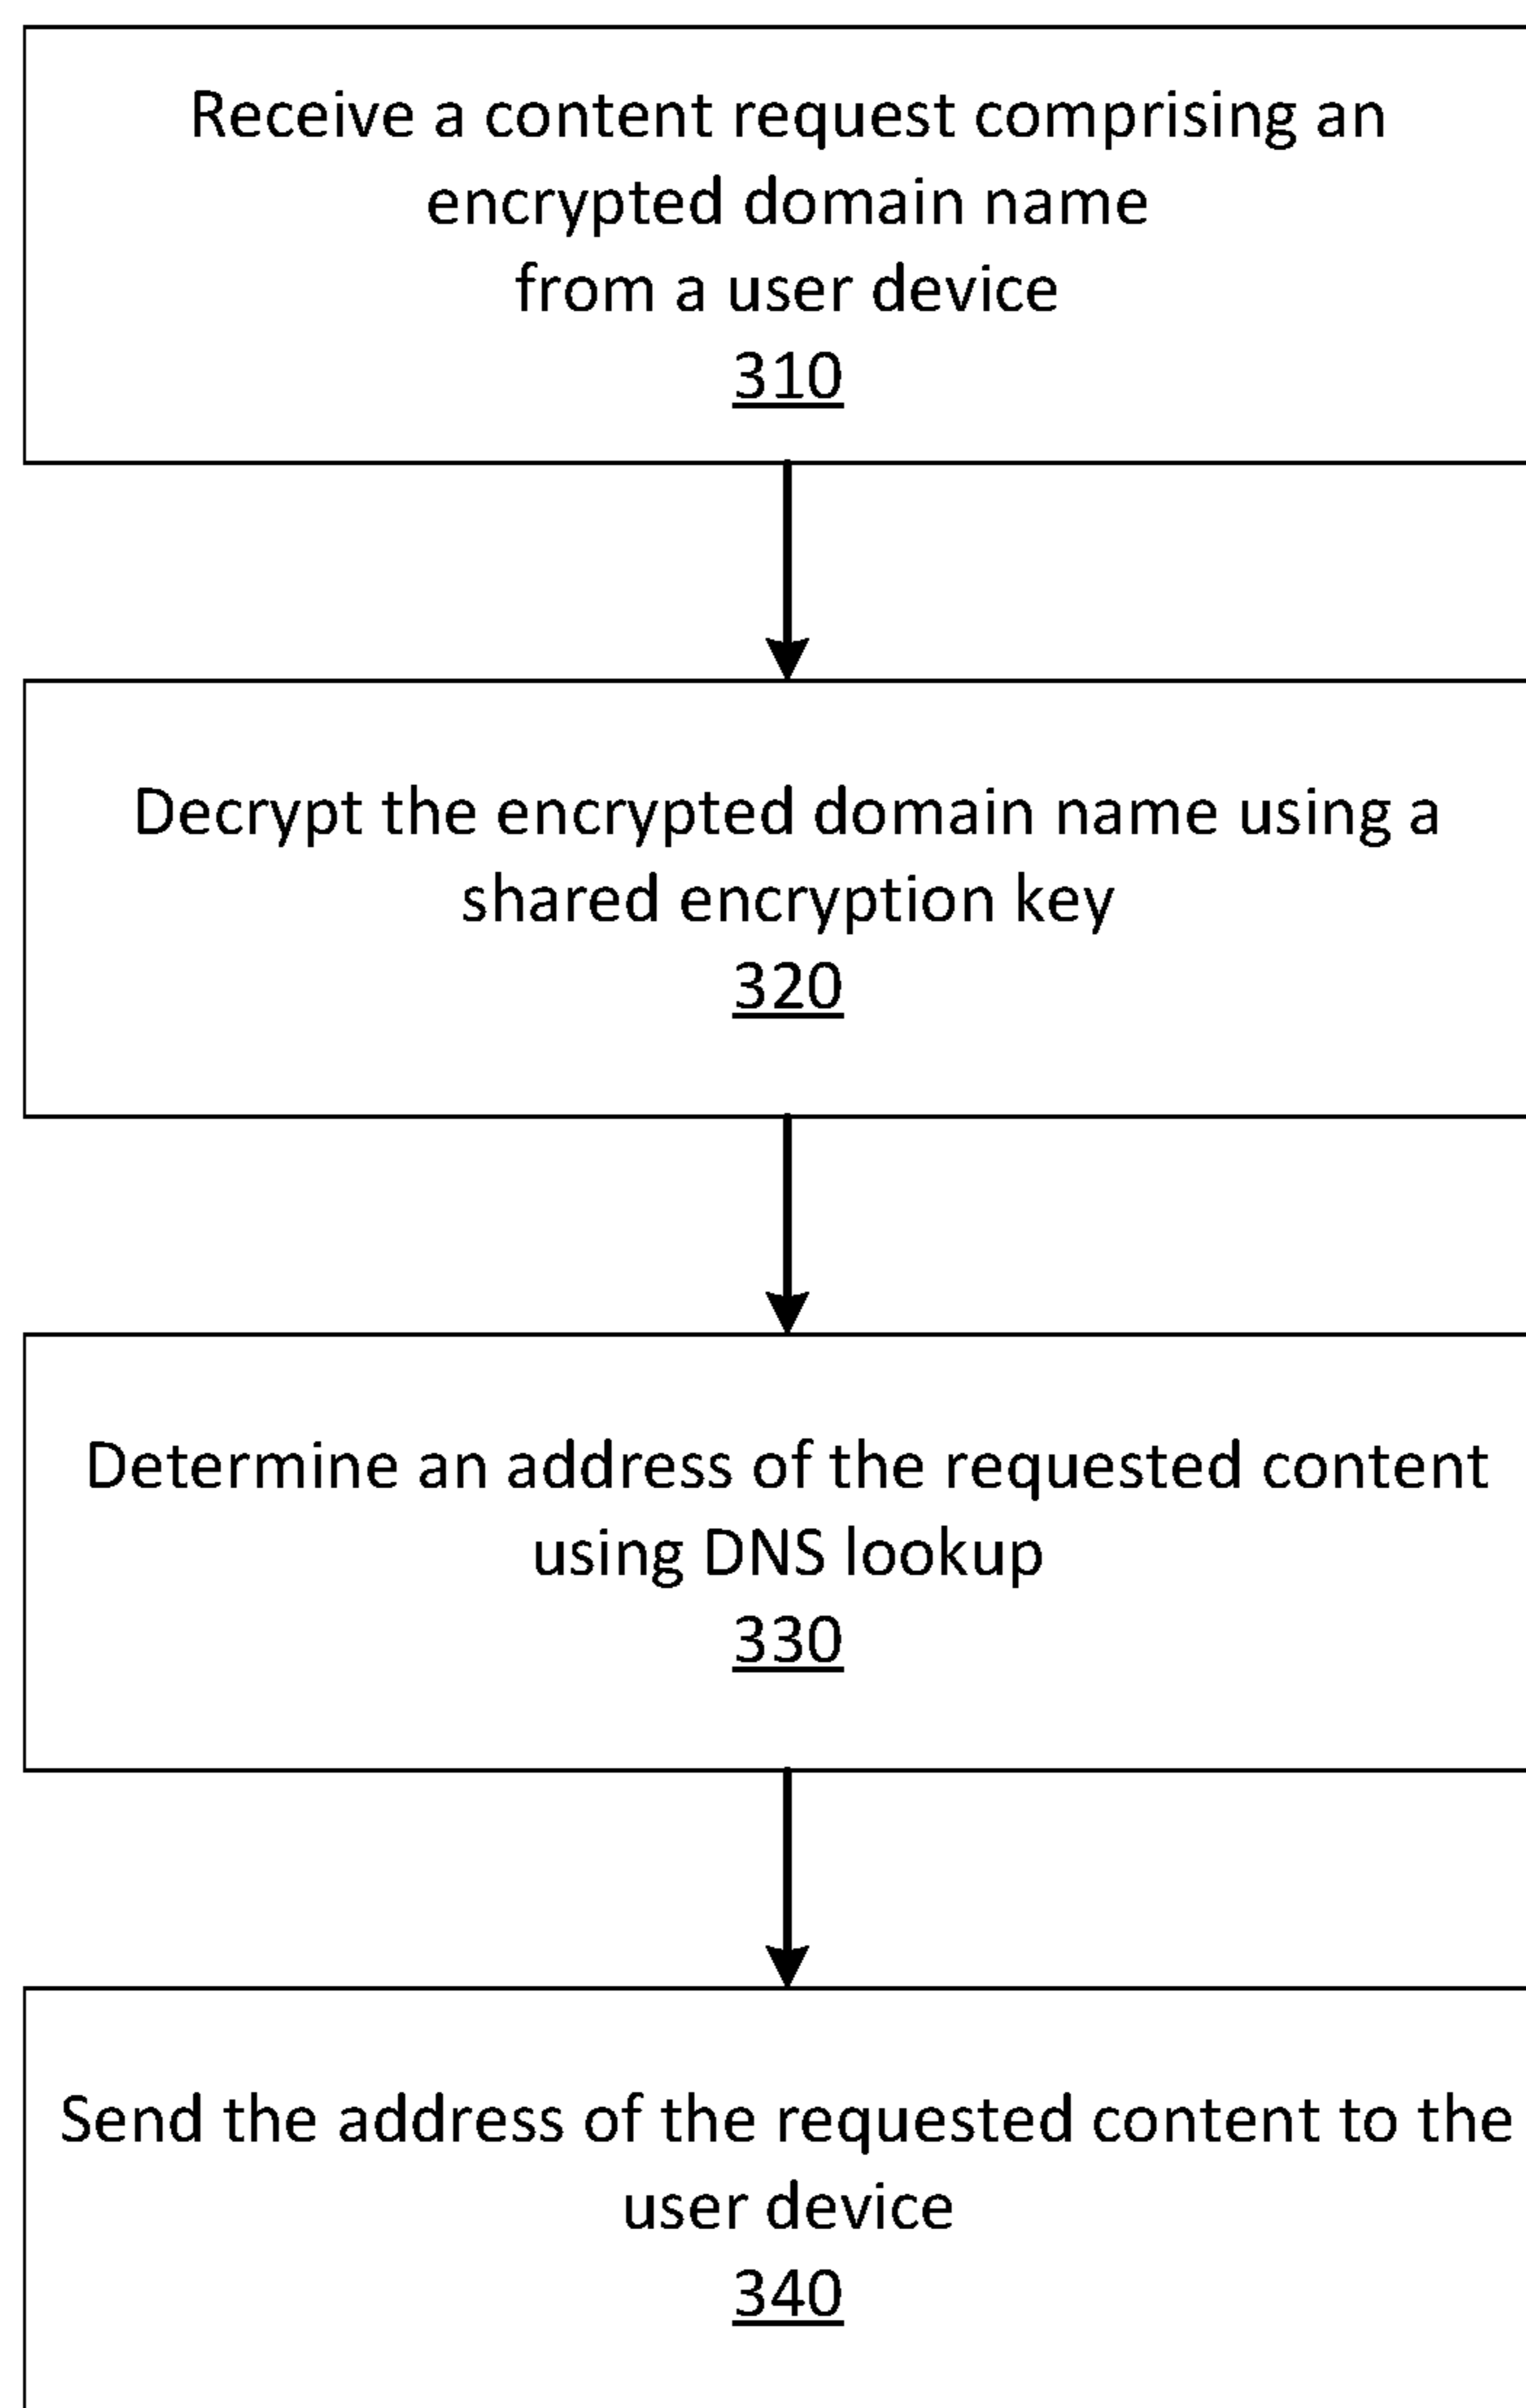 Receive a content request comprising an
encrypted domain name
from a user device
310
Decrypt the encrypted domain name using a
shared encryption key
320
Determine an address of the requested content
using DNS lookup
330
Send the address of the requested content to the
user device
340